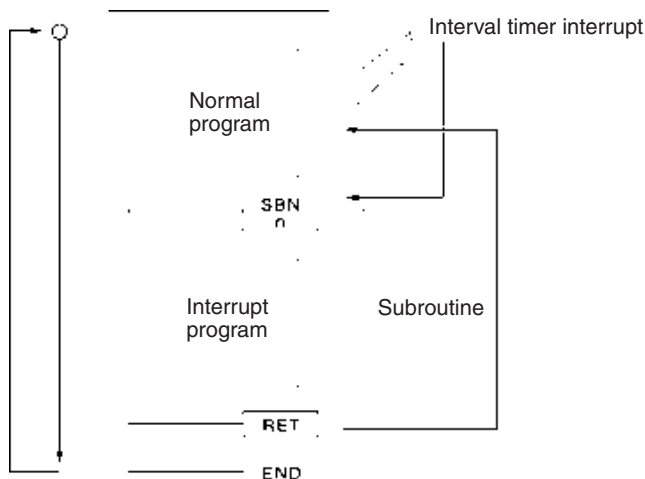 Interval timer interrupt
Normal
program
SBN
n
Interrupt
program
Subroutine
RET
END